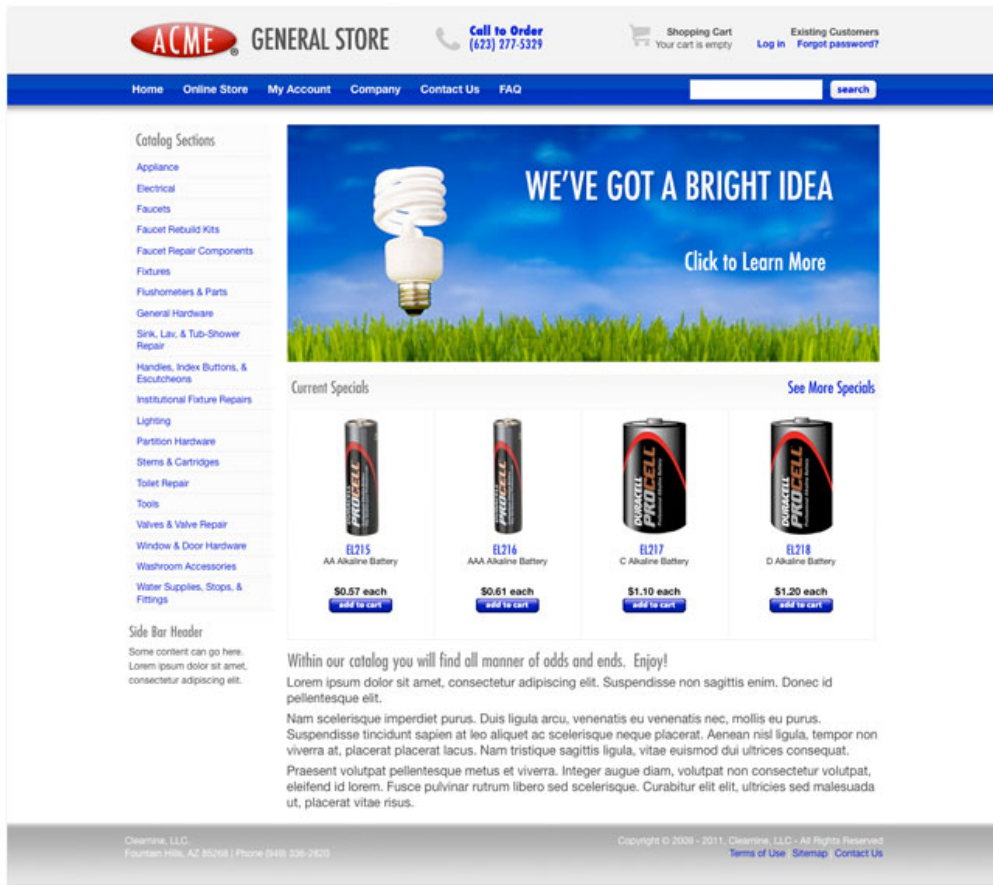 ACME® GENERAL STORE
Call to Order
(623) 277-5329
Shopping Cart
Your cart is empty
Existing Customers
Log in Forgot password?
Home Online Store My Account Company Contact Us FAQ
search
Catalog Sections
Appliance
Electrical
Faucets
Faucet Rebuild Kits
Faucet Repair Components
Fixtures
Flushometers & Parts
General Hardware
Sink, Lav, & Tub-Shower
Repair
Handles, Index Buttons, &
Escutcheons
Institutional Fixture Repairs
Lighting
Partition Hardware
Stems & Cartridges
Toilet Repair
Tools
Valves & Valve Repair
Window & Door Hardware
Washroom Accessories
Water Supplies, Stops, &
Fittings
Side Bar Header
Some content can go here.
Lorem ipsum dolor sit amet,
consectetur adipiscing elit.
WE'VE GOT A BRIGHT IDEA
Click to Learn More
Current Specials
See More Specials
DURACELL
PROCELL
EL215
AA Alkaline Battery
$0.57 each
add to cart
DURACELL
PROCELL
EL216
AAA Alkaline Battery
$0.61 each
add to cart
DURACELL
PROCELL
EL217
C Alkaline Battery
$1.10 each
add to cart
DURACELL
PROCELL
EL218
D Alkaline Battery
$1.20 each
add to cart
Within our catalog you will find all manner of odds and ends. Enjoy!
Lorem ipsum dolor sit amet, consectetur adipiscing elit. Suspendisse non sagittis enim. Donec id
pellentesque elit.
Nam scelerisque imperdiet purus. Duis ligula arcu, venenatis eu venenatis nec, mollis eu purus.
Suspendisse tincidunt sapien at leo aliquet ac scelerisque neque placerat. Aenean nisl ligula, tempor non
viverra at, placerat placerat lacus. Nam tristique sagittis ligula, vitae euismod dui ultrices consequat.
Praesent volutpat pellentesque metus et viverra. Integer augue diam, volutpat non consectetur volutpat,
eleifend id lorem. Fusce pulvinar rutrum libero sed scelerisque. Curabitur elit elit, ultricies sed malesuada
ut, placerat vitae risus.
Clearnine, LLC.
Fountain Hills, AZ 85268 | Phone (949) 336-2820
Copyright © 2009 - 2011, Clearnine, LLC - All Rights Reserved
Terms of Use Sitemap Contact Us